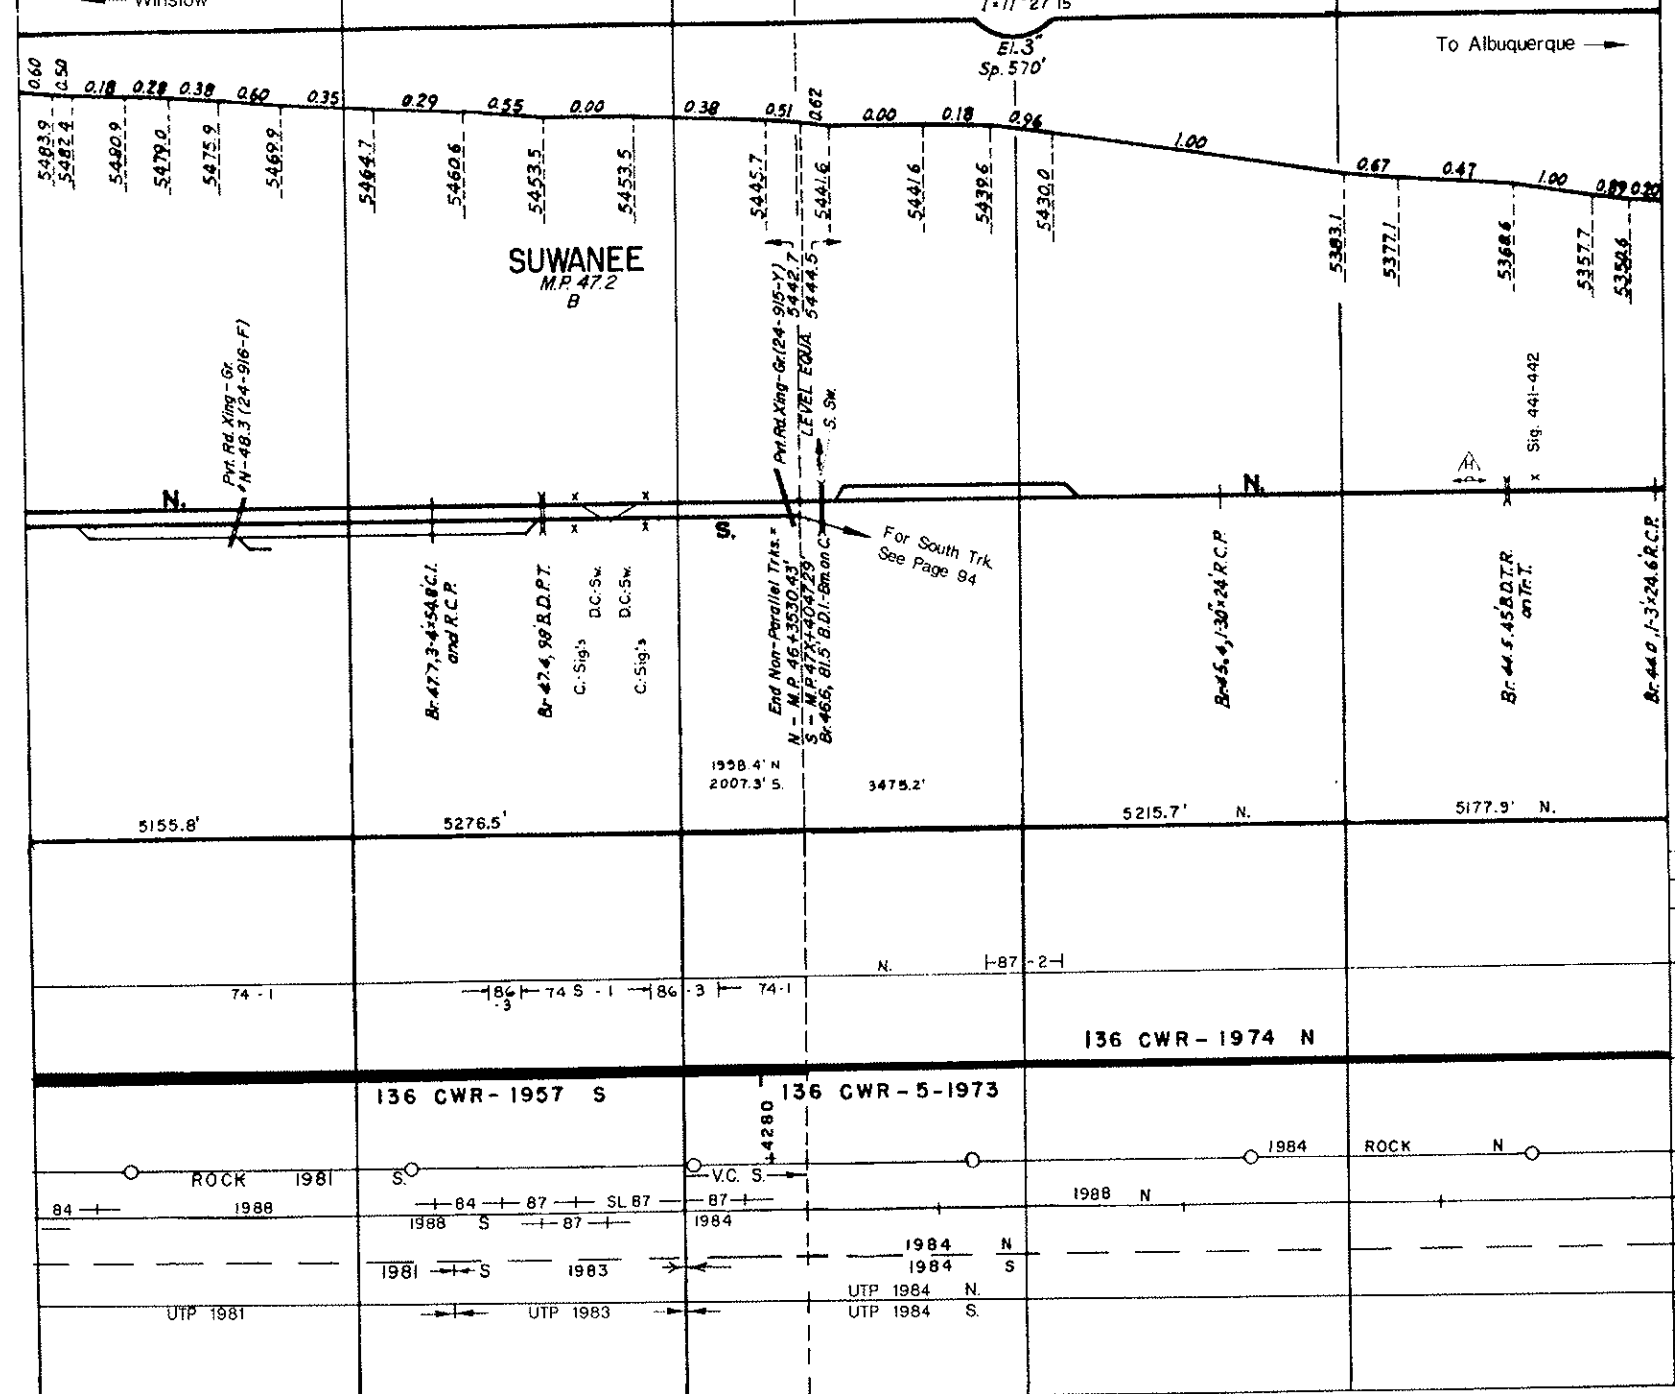 Winslow
I=11°27'15
El. 3"
Sp. 570'
To Albuquerque
0.60 0.50 0.18 0.28 0.38 0.60 0.35 0.29 0.55 0.00 0.38 0.51 0.62 0.00 0.18 0.96 1.00 0.67 0.47 1.00 0.89 0.20
5483.9 5482.4 5480.9 5479.0 5475.9 5469.9 5464.7 5460.6 5453.5 5453.5 5445.7 5441.6 5441.6 5439.6 5430.0 5383.1 5377.1 5368.6 5357.7
SUWANEE
M.P. 47.2
B
Pvt. Rd. Xing-Gr.
N-48.3 (24-916-F)
Pvt. Rd. Xing-Gr. (24-915-Y)
5442.7
LEVEL EQUA. 5444.5
S. Sw.
Sig. 441-442
H
D
N.
N.
S.
For South Trk.
See Page 94
Br. 47.7, 3-4'x54.8' C.I.
and R.C.P.
Br. 47.4, 98' B.D.P.T.
C.-Sig's
D.C.-Sw.
D.C.-Sw.
C.-Sig's
End Non-Parallel Trks. =
N - M.P. 46+3530.43'
S - M.P. 47X+4047.29'
Br. 46.6, 81.5' B.D.I.-Bm. on C.
Br. 45.4, 1-30"x24' R.C.P.
Br. 44.5, 45' B.D.T.R.
on Tr. T.
Br. 44.0, 1-3'x24.6' R.C.P.
1998.4' N
2007.3' S.
3475.2'
5155.8'
5276.5'
5215.7' N.
5177.9' N.
N.
87 - 2
74 - 1
86 - 3
74 S - 1
86 - 3
74-1
136 CWR - 1974 N
136 CWR - 1957 S
136 CWR - 5 - 1973
4280
ROCK 1981 S.
V.C. S.
1984 ROCK N
84
1988
84
87
SL 87
87
1988 N
1988 S
87
1984
1984 N
1981
S
1983
1984 S
UTP 1984 N.
UTP 1981
UTP 1983
UTP 1984 S.